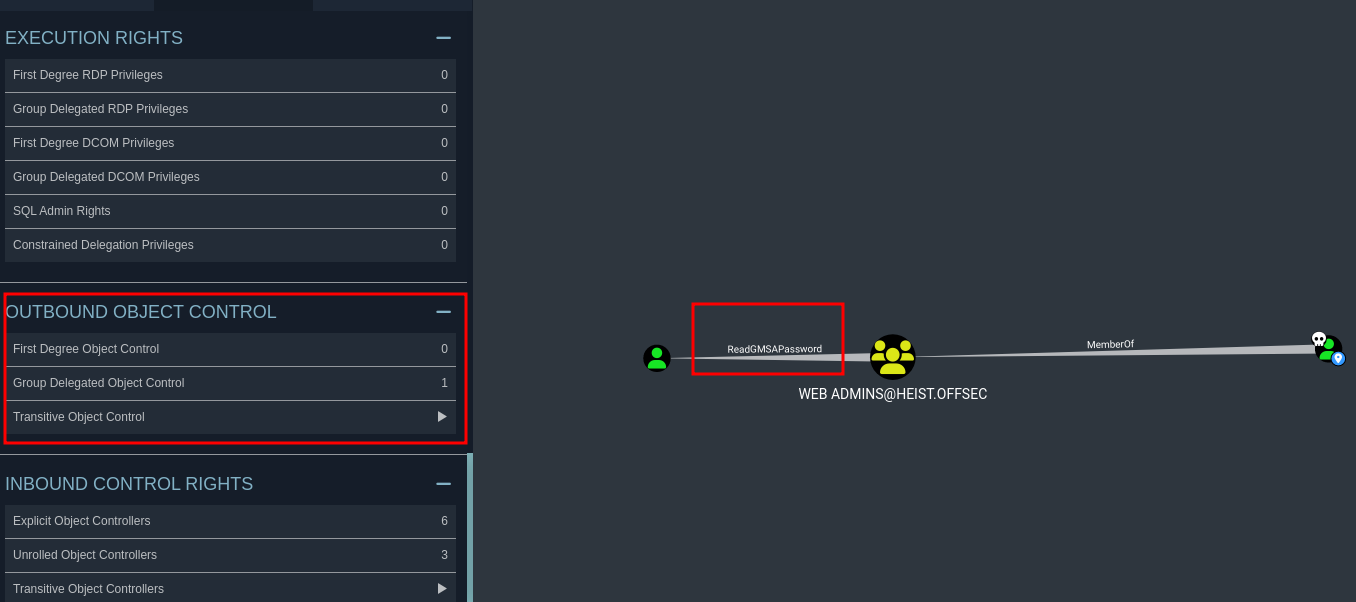 EXECUTION RIGHTS
First Degree RDP Privileges 0
Group Delegated RDP Privileges 0
First Degree DCOM Privileges 0
Group Delegated DCOM Privileges 0
SQL Admin Rights 0
Constrained Delegation Privileges 0
OUTBOUND OBJECT CONTROL
First Degree Object Control 0
Group Delegated Object Control 1
Transitive Object Control
INBOUND CONTROL RIGHTS
Explicit Object Controllers 6
Unrolled Object Controllers 3
Transitive Object Controllers
ReadGMSAPassword
MemberOf
WEB ADMINS@HEIST.OFFSEC